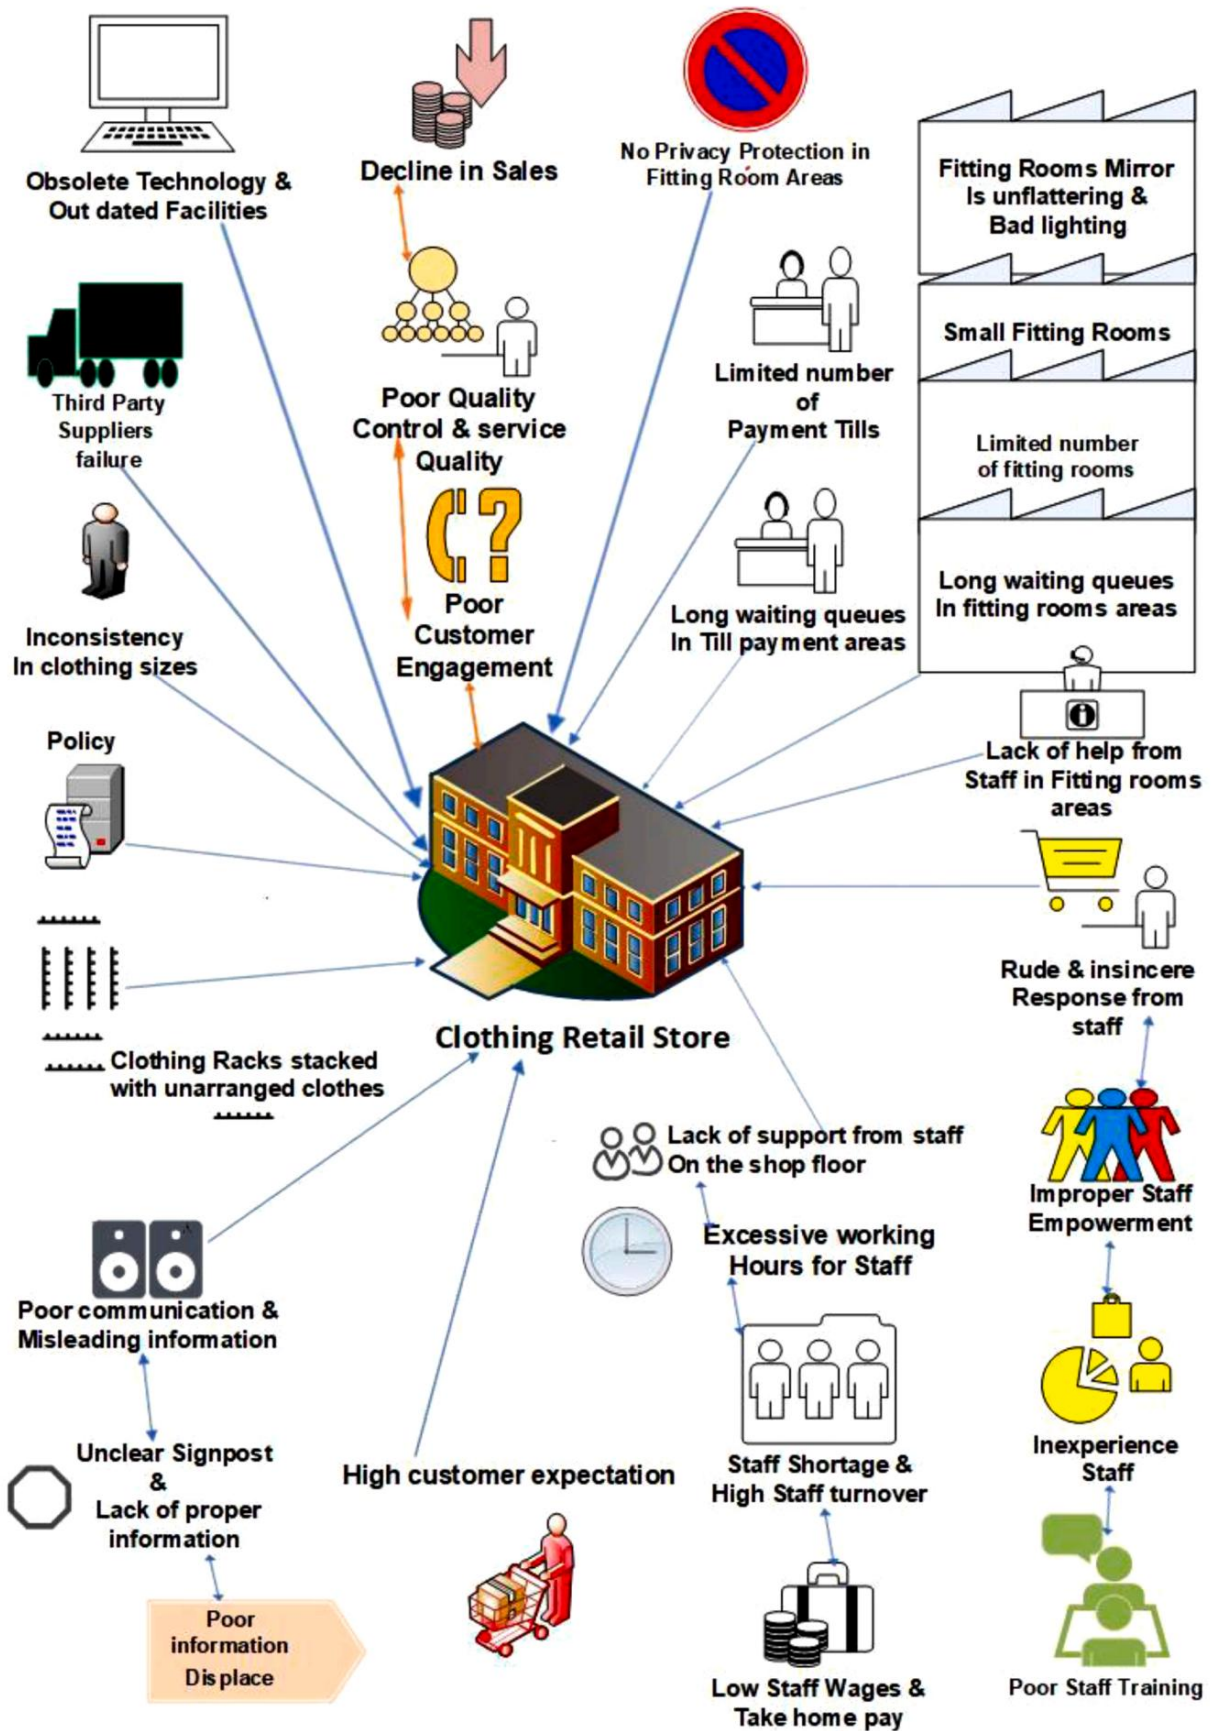 Obsolete Technology &
Out dated Facilities
Decline in Sales
No Privacy Protection in
Fitting Room Areas
Fitting Rooms Mirror
Is unflattering &
Bad lighting
Small Fitting Rooms
Limited number
of fitting rooms
Long waiting queues
In fitting rooms areas
Third Party
Suppliers
failure
Poor Quality
Control & service
Quality
Limited number
of
Payment Tills
Inconsistency
In clothing sizes
Poor
Customer
Engagement
Long waiting queues
In Till payment areas
Lack of help from
Staff in Fitting rooms
areas
Policy
Rude & insincere
Response from
staff
Clothing Retail Store
Clothing Racks stacked
with unarranged clothes
Lack of support from staff
On the shop floor
Improper Staff
Empowerment
Excessive working
Hours for Staff
Poor communication &
Misleading information
Unclear Signpost
&
Lack of proper
information
High customer expectation
Staff Shortage &
High Staff turnover
Inexperience
Staff
Poor
information
Displace
Low Staff Wages &
Take home pay
Poor Staff Training